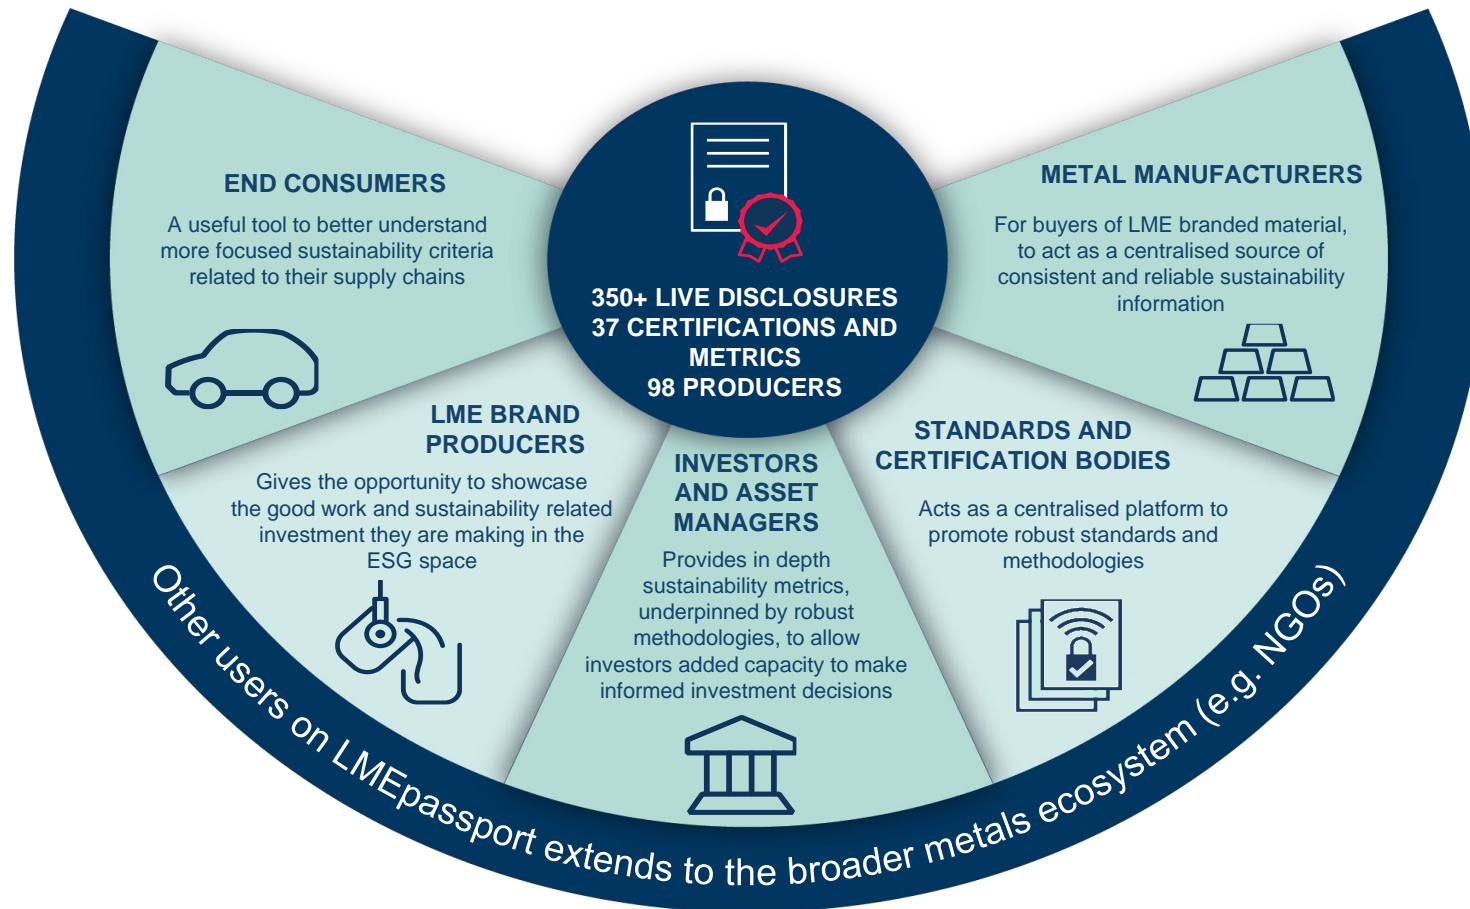 350+ LIVE DISCLOSURES
37 CERTIFICATIONS AND
METRICS
98 PRODUCERS
END CONSUMERS
A useful tool to better understand
more focused sustainability criteria
related to their supply chains
LME BRAND
PRODUCERS
Gives the opportunity to showcase
the good work and sustainability related
investment they are making in the
ESG space
INVESTORS
AND ASSET
MANAGERS
Provides in depth
sustainability metrics,
underpinned by robust
methodologies, to allow
investors added capacity to make
informed investment decisions
STANDARDS AND
CERTIFICATION BODIES
Acts as a centralised platform to
promote robust standards and
methodologies
METAL MANUFACTURERS
For buyers of LME branded material,
to act as a centralised source of
consistent and reliable sustainability
information
Other users on LMEpassport extends to the broader metals ecosystem (e.g. NGOs)